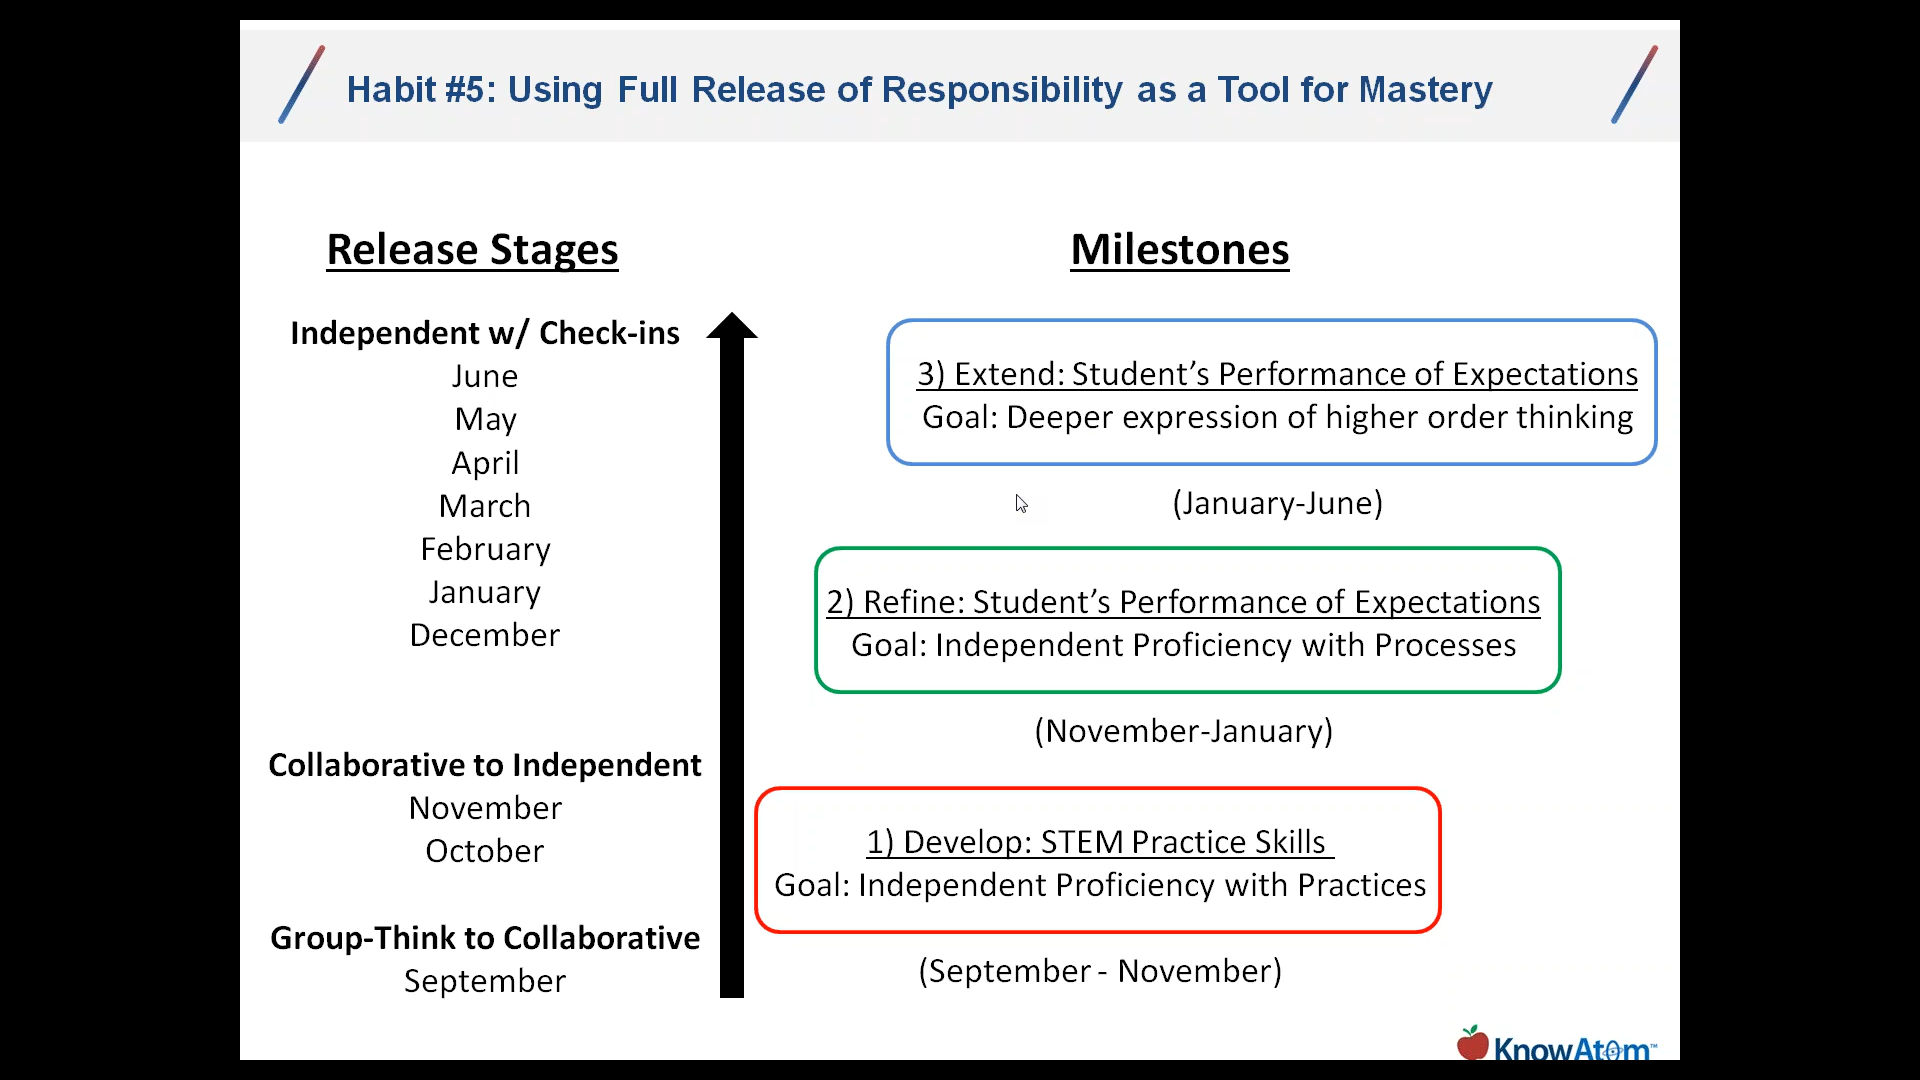 Habit #5: Using Full Release of Responsibility as a Tool for Mastery
Release Stages
Independent w/ Check-ins
June
May
April
March
February
January
December
Collaborative to Independent
November
October
Group-Think to Collaborative
September
Milestones
3) Extend: Student’s Performance of Expectations
Goal: Deeper expression of higher order thinking
(January-June)
2) Refine: Student’s Performance of Expectations
Goal: Independent Proficiency with Processes
(November-January)
1) Develop: STEM Practice Skills
Goal: Independent Proficiency with Practices
(September - November)
KnowAtom™